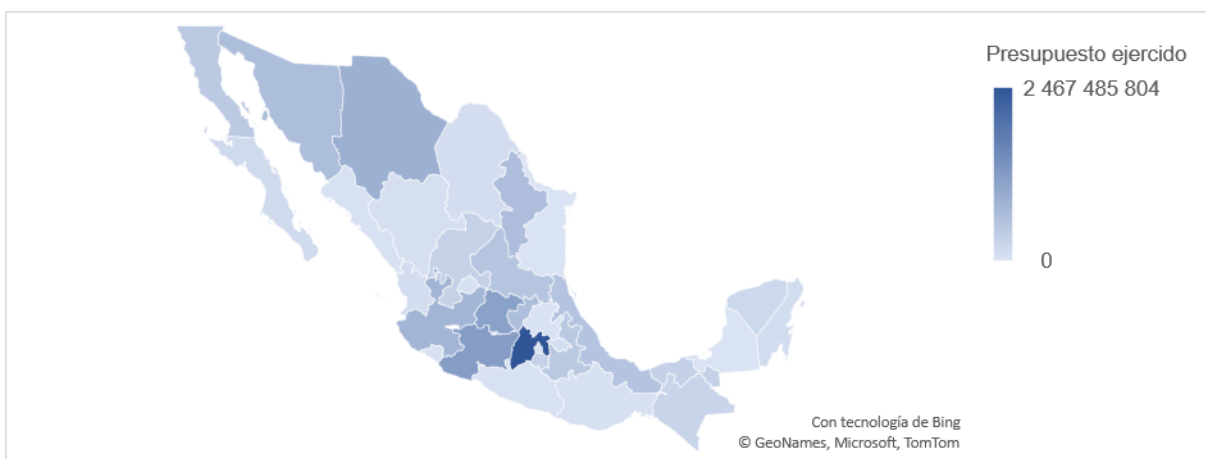 Presupuesto ejercido
2 467 485 804
0
Con tecnología de Bing
© GeoNames, Microsoft, TomTom